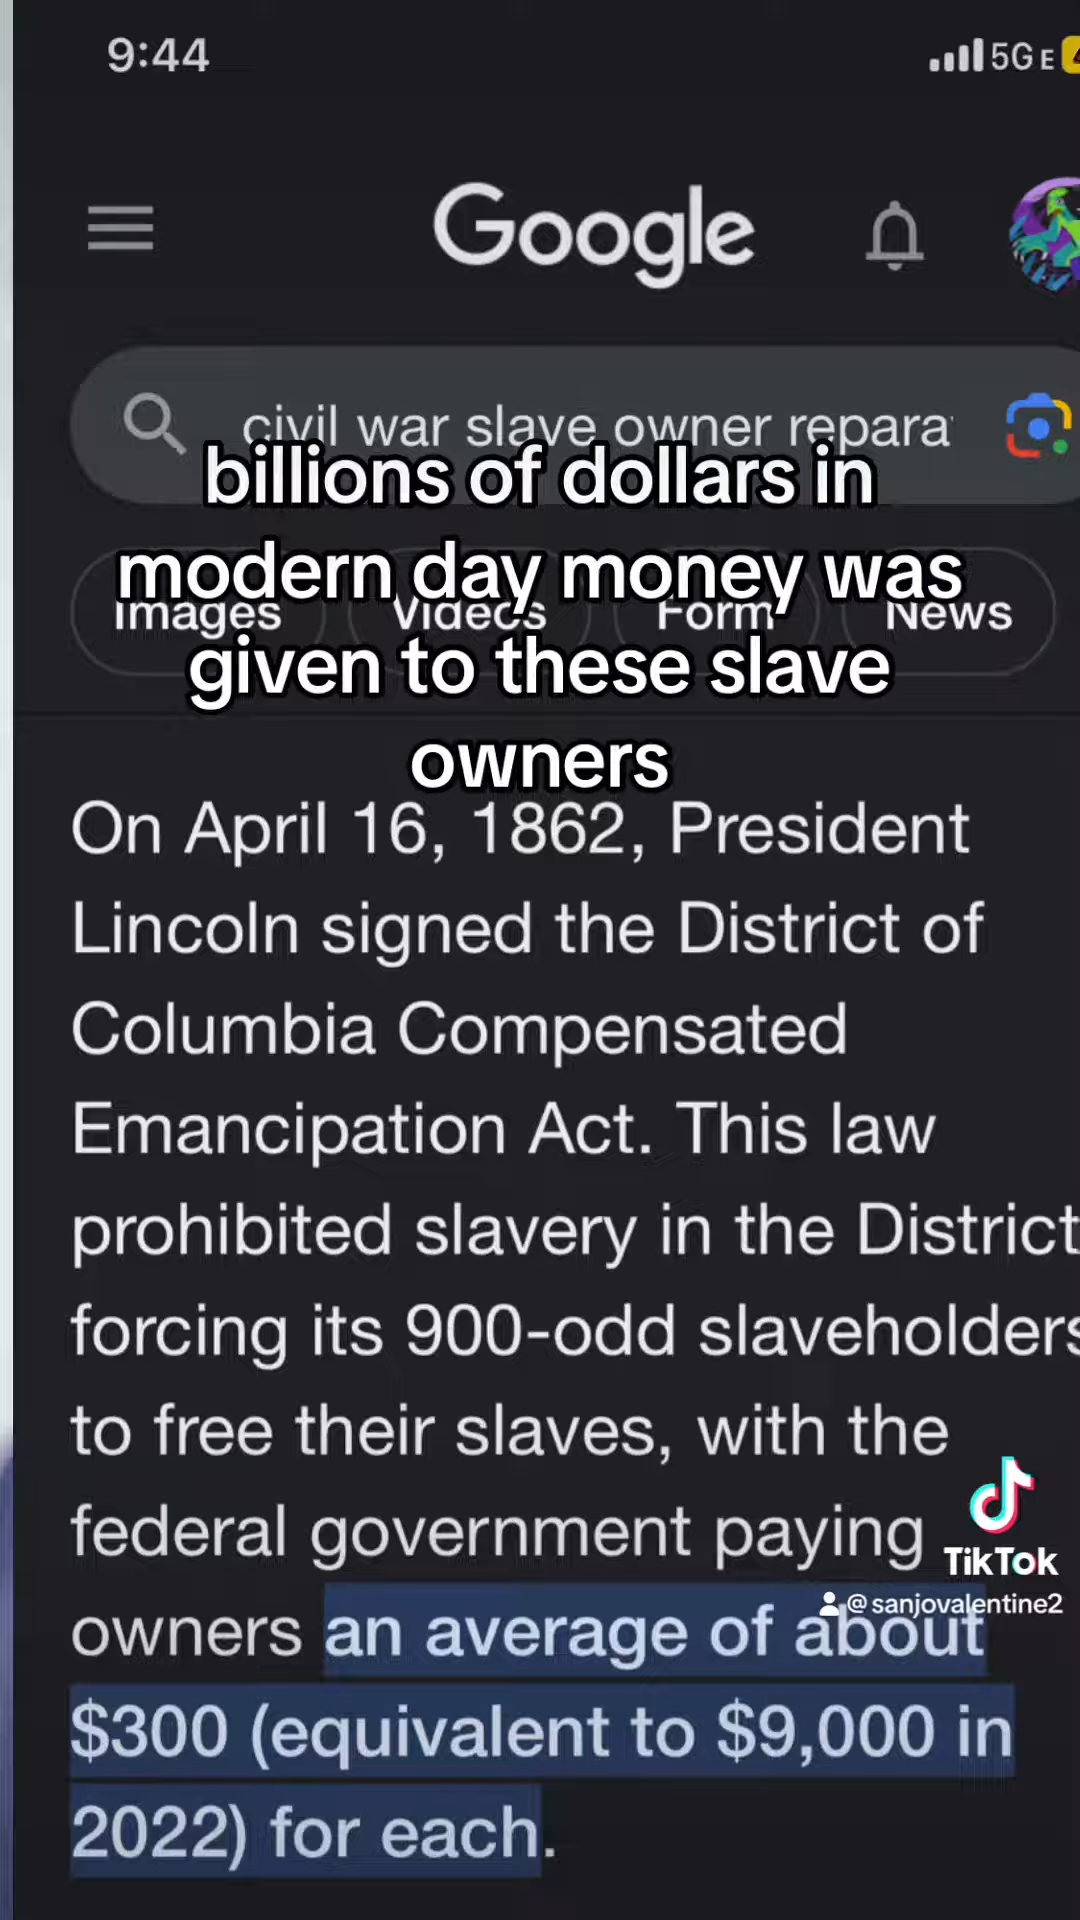 9:44
5G E
Google
civil war slave owner repara
billions of dollars in
modern day money was
Images Videos Form News
given to these slave
owners
On April 16, 1862, President
Lincoln signed the District of
Columbia Compensated
Emancipation Act. This law
prohibited slavery in the District
forcing its 900-odd slaveholders
to free their slaves, with the
federal government paying
TikTok
@sanjovalentine2
owners an average of about
$300 (equivalent to $9,000 in
2022) for each.